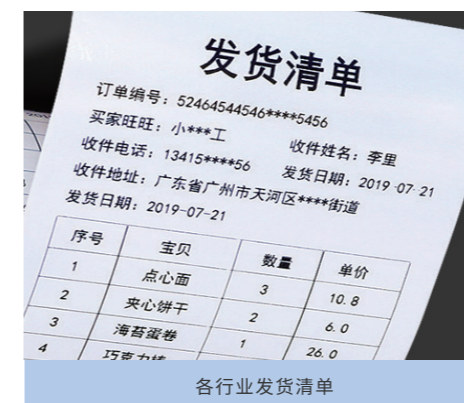 发货清单
订单编号：52464544546****5456
买家旺旺：小***工 收件姓名：李里
收件电话：13415****56 发货日期：2019-07-21
收件地址：广东省广州市天河区****街道
发货日期：2019-07-21
序号 宝贝 数量 单价
1 点心面 3 10.8
2 夹心饼干 2 6.0
3 海苔蛋卷 1 26.0
4 巧克力棒
各行业发货清单